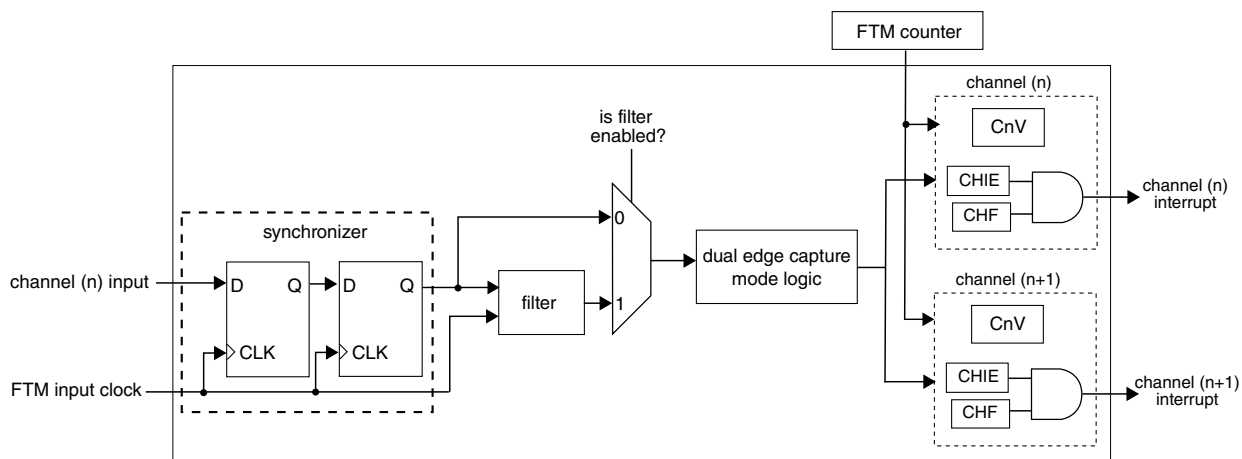 FTM counter
channel (n)
CnV
is filter
enabled?
CHIE
CHF
channel (n)
interrupt
0
synchronizer
dual edge capture
mode logic
channel (n+1)
channel (n) input
D
Q
D
Q
filter
1
CnV
CLK
CLK
FTM input clock
CHIE
CHF
channel (n+1)
interrupt